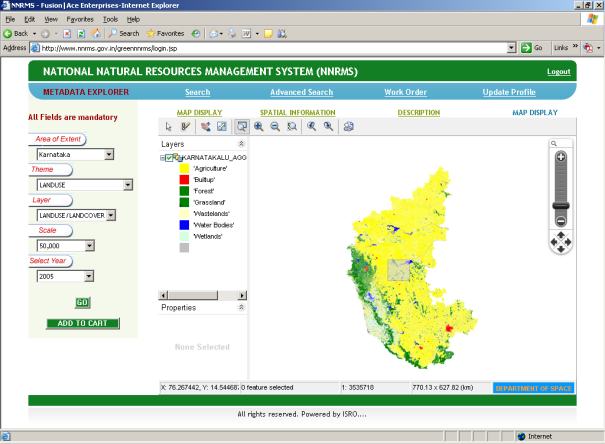 NNRMS - Fusion|Ace Enterprises-Internet Explorer
File Edit View Favorites Tools Help
Back Search Favorites
Address http://www.nnrms.gov.in/greennnrms/login.jsp Go Links »
NATIONAL NATURAL RESOURCES MANAGEMENT SYSTEM (NNRMS) Logout
METADATA EXPLORER Search Advanced Search Work Order Update Profile
MAP DISPLAY SPATIAL INFORMATION DESCRIPTION MAP DISPLAY
All Fields are mandatory
Area of Extent
Karnataka
Theme
LANDUSE
Layer
LANDUSE/LANDCOVER
Scale
50,000
Select Year
2005
GO
ADD TO CART
Layers
KARNATAKALU_AGG
'Agriculture'
'Builtup'
'Forest'
'Grassland'
'Wastelands'
'Water Bodies'
'Wetlands'
Properties
None Selected
X: 76.267442, Y: 14.54468 0 feature selected 1: 3535718 770.13 x 627.82 (km) DEPARTMENT OF SPACE
All rights reserved. Powered by ISRO....
Internet